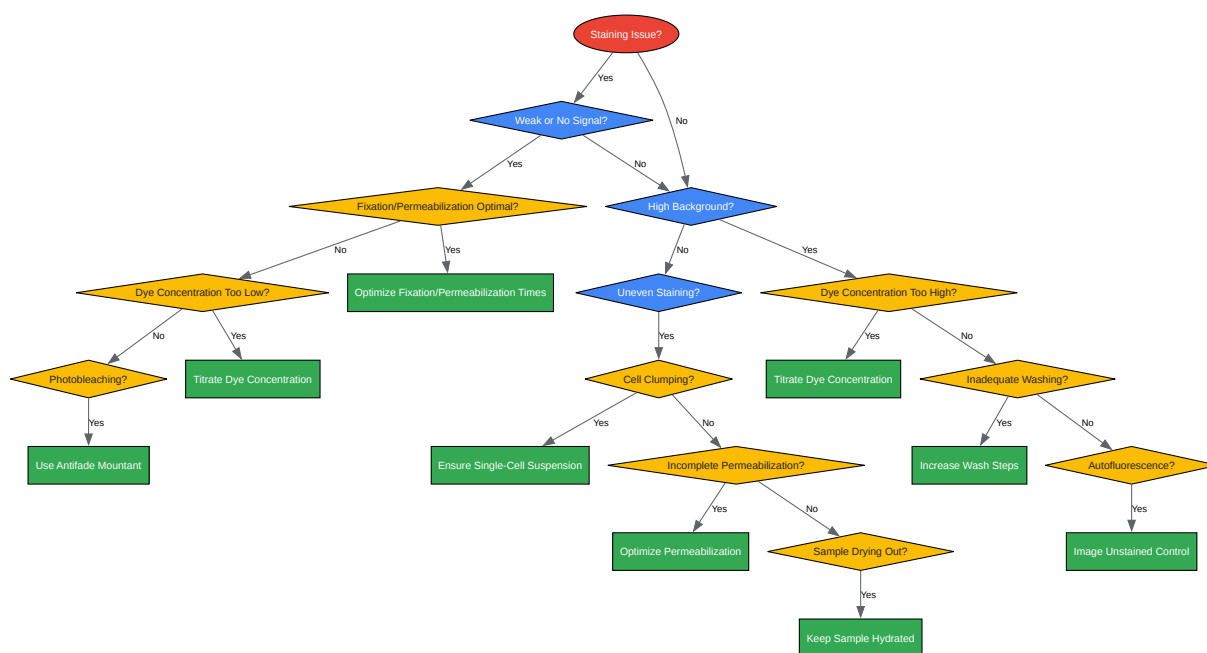 Staining Issue?
Yes
No
Weak or No Signal?
Yes
No
Fixation/Permeabilization Optimal?
High Background?
No
Yes
No
Yes
Dye Concentration Too Low?
Optimize Fixation/Permeabilization Times
Uneven Staining?
Dye Concentration Too High?
No
Yes
Yes
Yes
No
Photobleaching?
Titrate Dye Concentration
Cell Clumping?
Titrate Dye Concentration
Inadequate Washing?
Yes
Yes
No
Yes
No
Use Antifade Mountant
Ensure Single-Cell Suspension
Incomplete Permeabilization?
Increase Wash Steps
Autofluorescence?
Yes
No
Yes
Optimize Permeabilization
Sample Drying Out?
Image Unstained Control
Yes
Keep Sample Hydrated